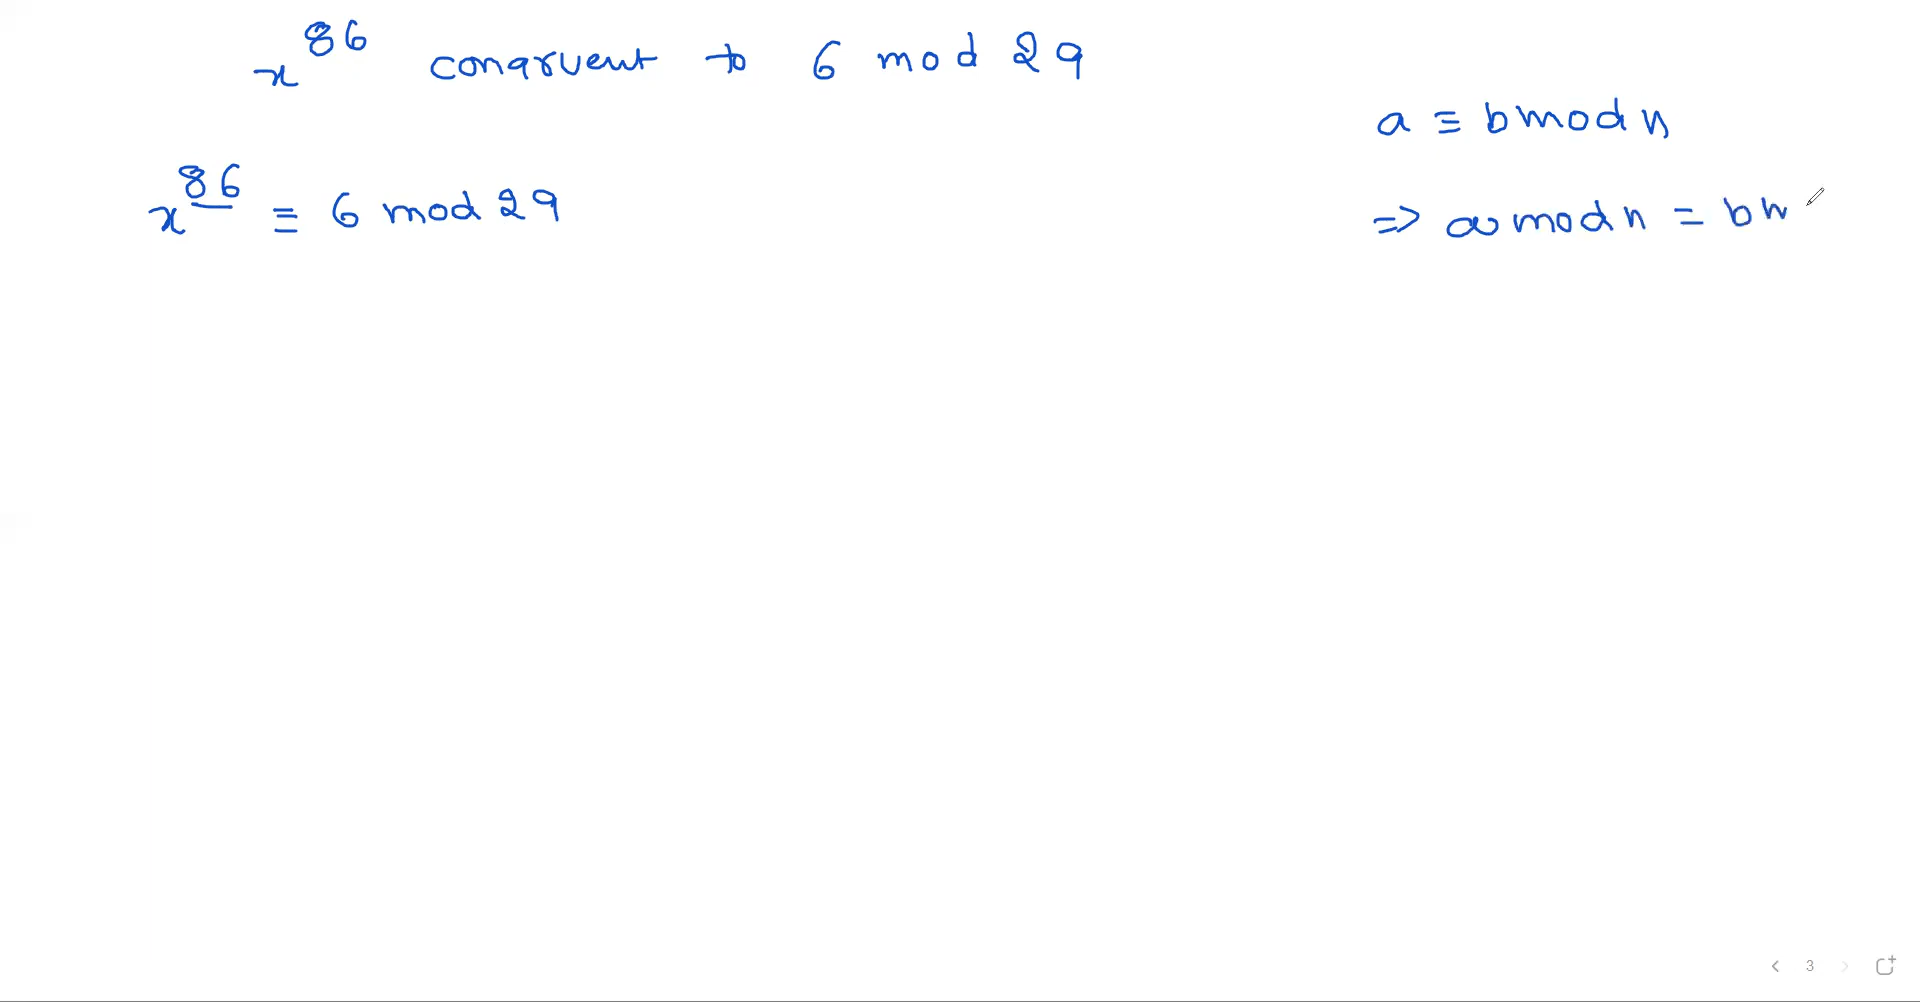 x^86 congruent to 6 mod 29
a ≡ b mod n
x^86 ≡ 6 mod 29
=> a mod n = b m
3